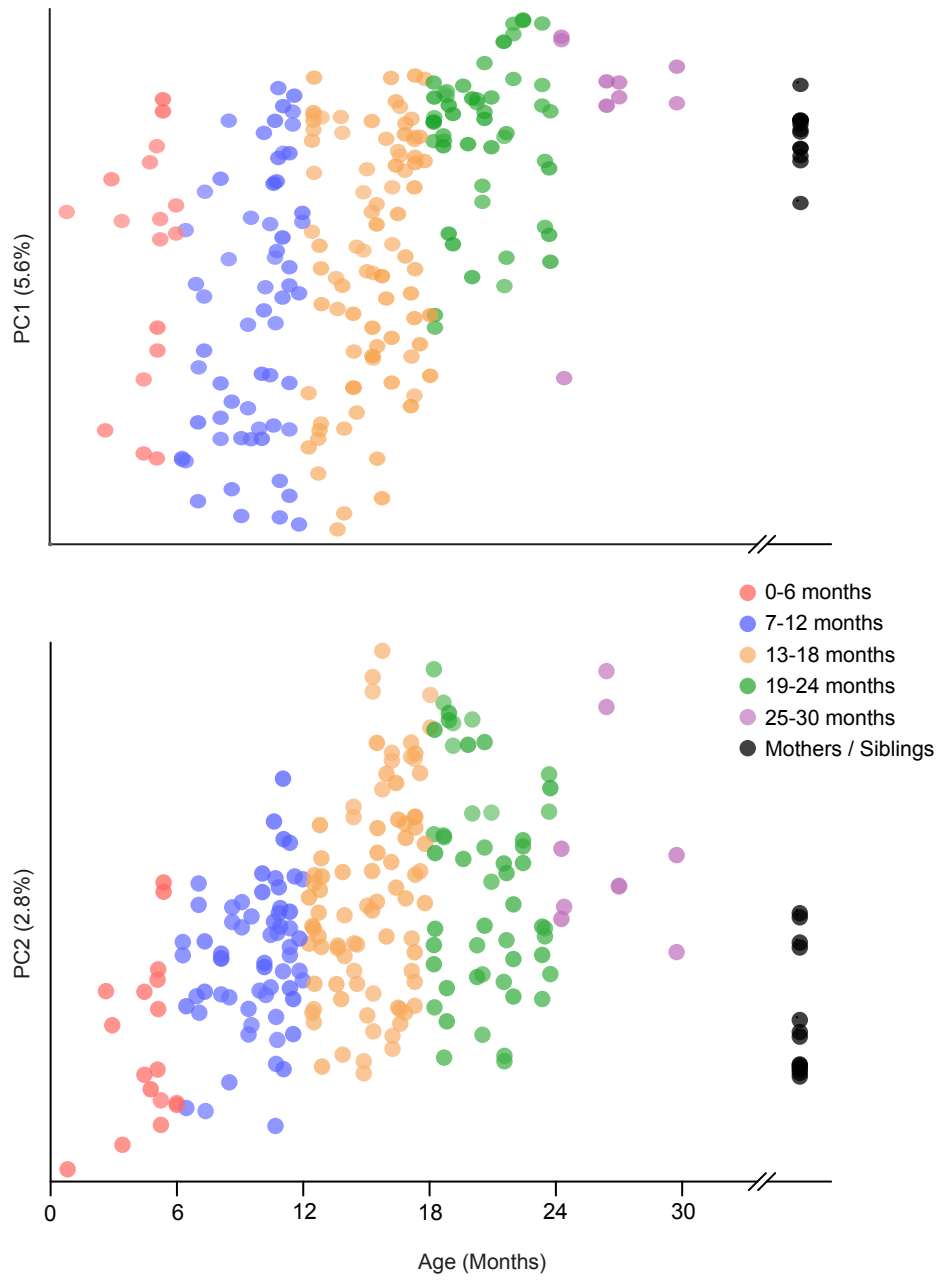 PC1 (5.6%)
0-6 months
7-12 months
13-18 months
19-24 months
25-30 months
Mothers / Siblings
PC2 (2.8%)
0
6
12
18
24
30
Age (Months)